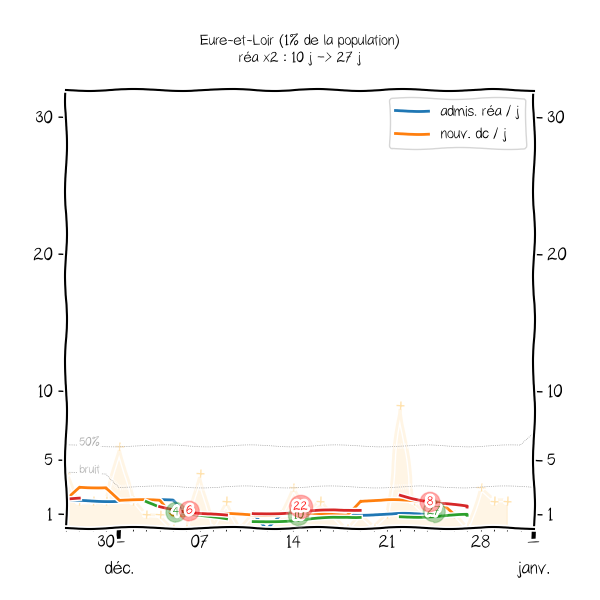 Eure-et-Loir (1% de la population)
réa x2 : 10 j -> 27 j
admis. réa / j
nouv. dc / j
30 30
20 20
10 10
5 5
1 1
50%
bruit
4 6
22
10
8
27
30 07 14 21 28
déc. janv.